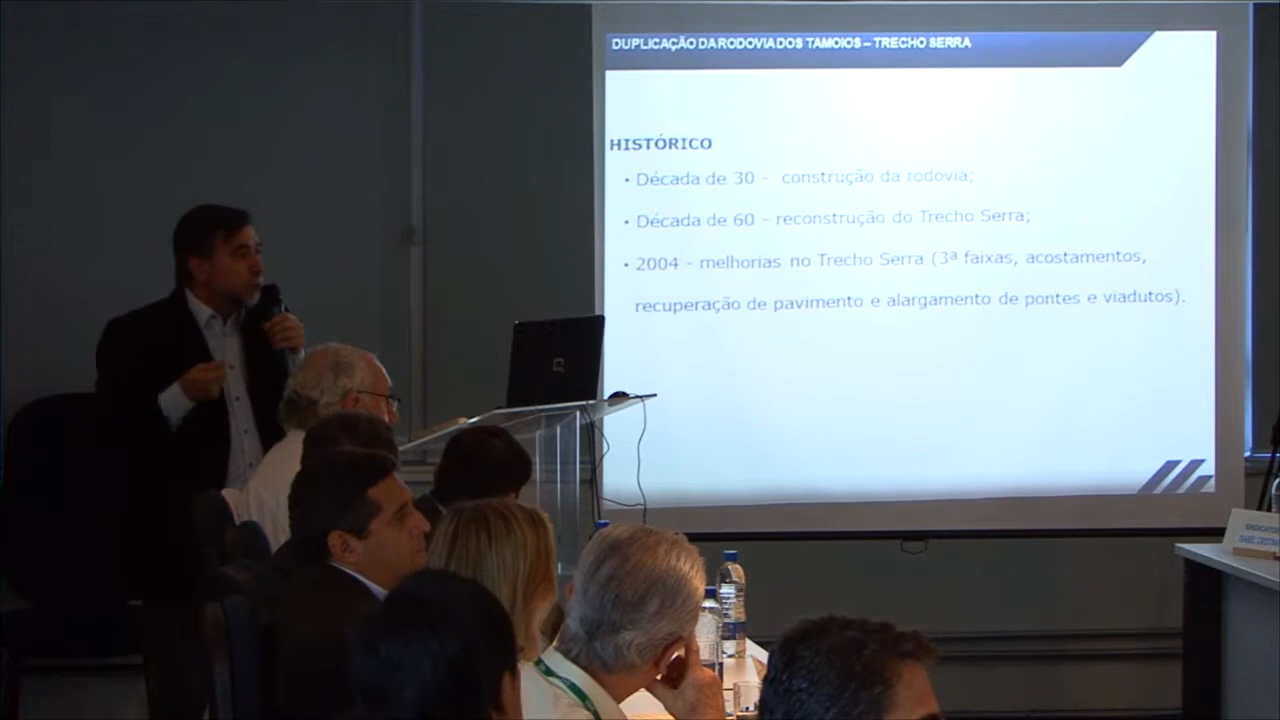 DUPLICAÇÃO DA RODOVIA DOS TAMOIOS – TRECHO SERRA
HISTÓRICO
• Década de 30 - construção da rodovia;
• Década de 60 - reconstrução do Trecho Serra;
• 2004 - melhorias no Trecho Serra (3ª faixas, acostamentos,
recuperação de pavimento e alargamento de pontes e viadutos).